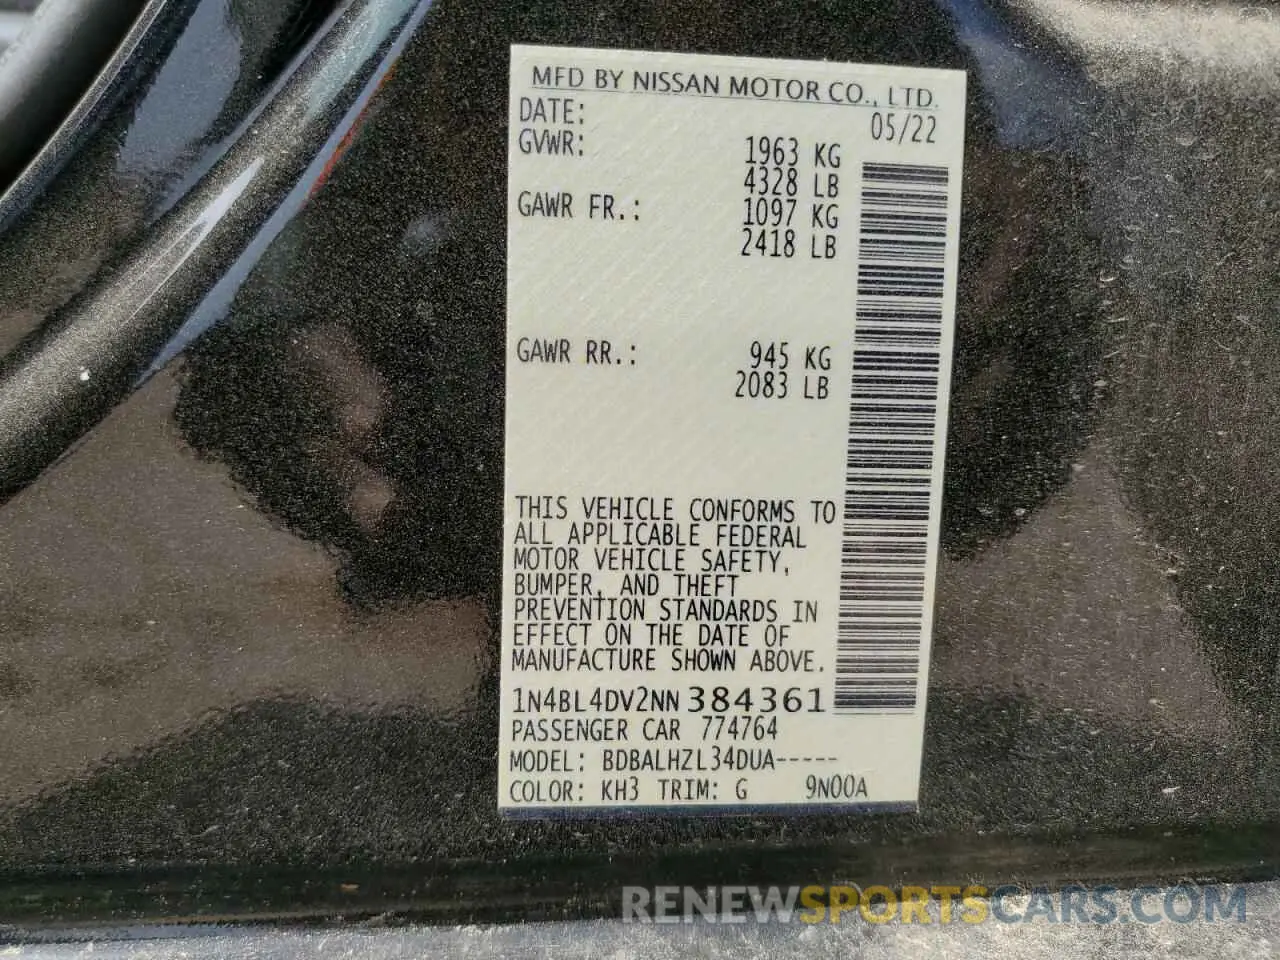 MFD BY NISSAN MOTOR CO., LTD.
DATE: 05/22
GVWR: 1963 KG
4328 LB
GAWR FR.: 1097 KG
2418 LB
GAWR RR.: 945 KG
2083 LB
THIS VEHICLE CONFORMS TO
ALL APPLICABLE FEDERAL
MOTOR VEHICLE SAFETY,
BUMPER, AND THEFT
PREVENTION STANDARDS IN
EFFECT ON THE DATE OF
MANUFACTURE SHOWN ABOVE.
1N4BL4DV2NN384361
PASSENGER CAR 774764
MODEL: BDBALHZL34DUA-----
COLOR: KH3 TRIM: G 9N00A
RENEWSPORTSCARS.COM